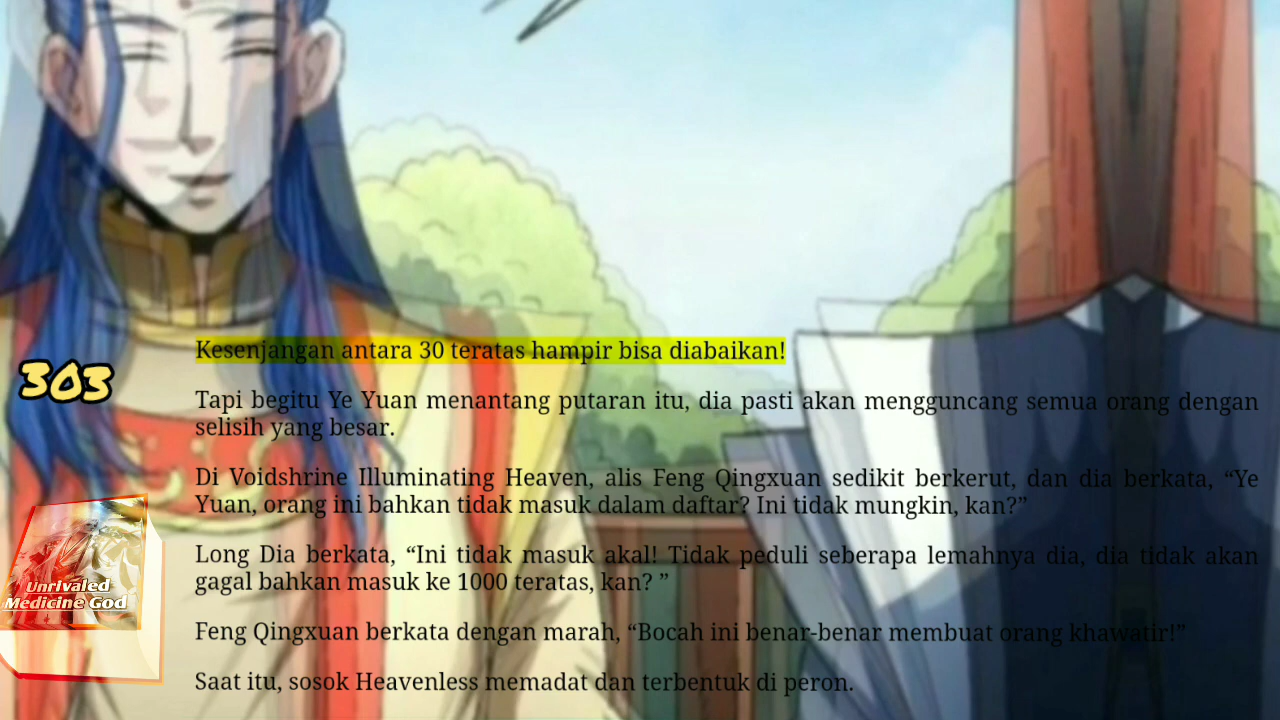 Kesenjangan antara 30 teratas hampir bisa diabaikan!
303
Tapi begitu Ye Yuan menantang putaran itu, dia pasti akan mengguncang semua orang dengan
selisih yang besar.
Di Voidshrine Illuminating Heaven, alis Feng Qingxuan sedikit berkerut, dan dia berkata, “Ye
Yuan, orang ini bahkan tidak masuk dalam daftar? Ini tidak mungkin, kan?”
Long Dia berkata, “Ini tidak masuk akal! Tidak peduli seberapa lemahnya dia, dia tidak akan
gagal bahkan masuk ke 1000 teratas, kan? ”
Unrivaled
Medicine God
Feng Qingxuan berkata dengan marah, “Bocah ini benar-benar membuat orang khawatir!”
Saat itu, sosok Heavenless memadat dan terbentuk di peron.